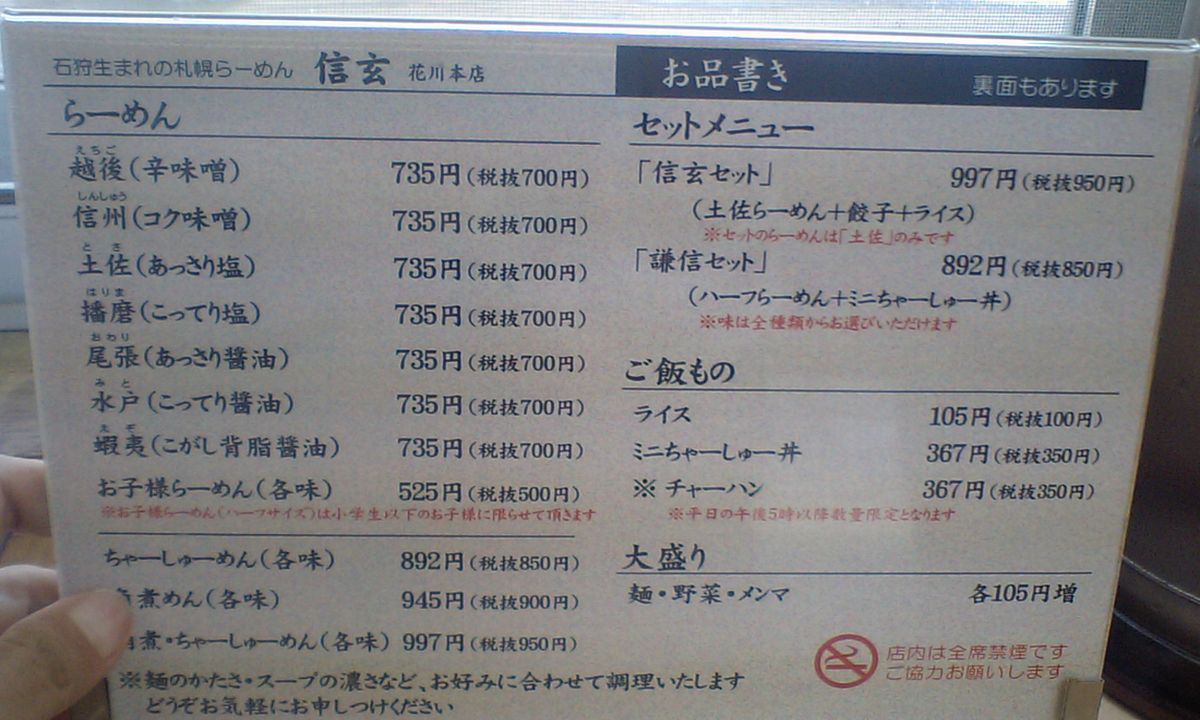 石狩生まれの札幌らーめん 信玄 花川本店
らーめん
えちご
越後(辛味噌) 735円(税抜700円)
しんしゅう
信州(コク味噌) 735円(税抜700円)
とさ
土佐(あっさり塩) 735円(税抜700円)
はりま
播磨(こってり塩) 735円(税抜700円)
おわり
尾張(あっさり醤油) 735円(税抜700円)
みと
水戸(こってり醤油) 735円(税抜700円)
えぞ
蝦夷(こがし背脂醤油) 735円(税抜700円)
お子様らーめん(各味) 525円(税抜500円)
※お子様らーめん(ハーフサイズ)は小学生以下のお子様に限らせて頂きます
ちゃーしゅーめん(各味) 892円(税抜850円)
煮めん(各味) 945円(税抜900円)
煮・ちゃーしゅーめん(各味) 997円(税抜950円)
※麺のかたさ・スープの濃さなど、お好みに合わせて調理いたします
どうぞお気軽にお申しつけください
お品書き 裏面もあります
セットメニュー
「信玄セット」 997円(税抜950円)
(土佐らーめん+餃子+ライス)
※セットのらーめんは「土佐」のみです
「謙信セット」 892円(税抜850円)
(ハーフらーめん+ミニちゃーしゅー丼)
※味は全種類からお選びいただけます
ご飯もの
ライス 105円(税抜100円)
ミニちゃーしゅー丼 367円(税抜350円)
※ チャーハン 367円(税抜350円)
※平日の午後5時以降数量限定となります
大盛り
麺・野菜・メンマ 各105円増
店内は全席禁煙です
ご協力お願いします